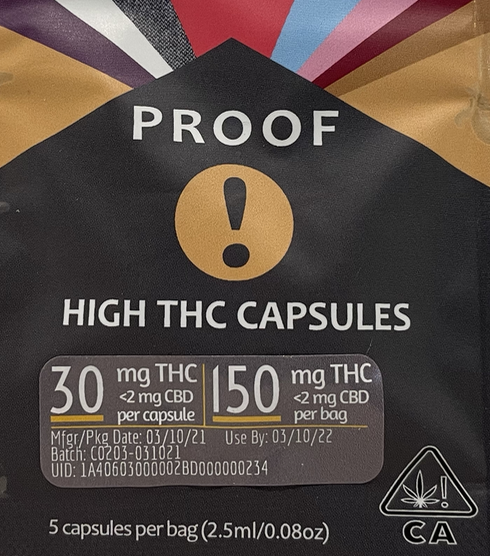 PROOF
!
HIGH THC CAPSULES
30 mg THC <2 mg CBD per capsule
150 mg THC <2 mg CBD per bag
Mfgr/Pkg Date: 03/10/21 Use By: 03/10/22
Batch: C0203-031021
UID: 1A40603000002BD000000234
5 capsules per bag (2.5ml/0.08oz)
!
CA